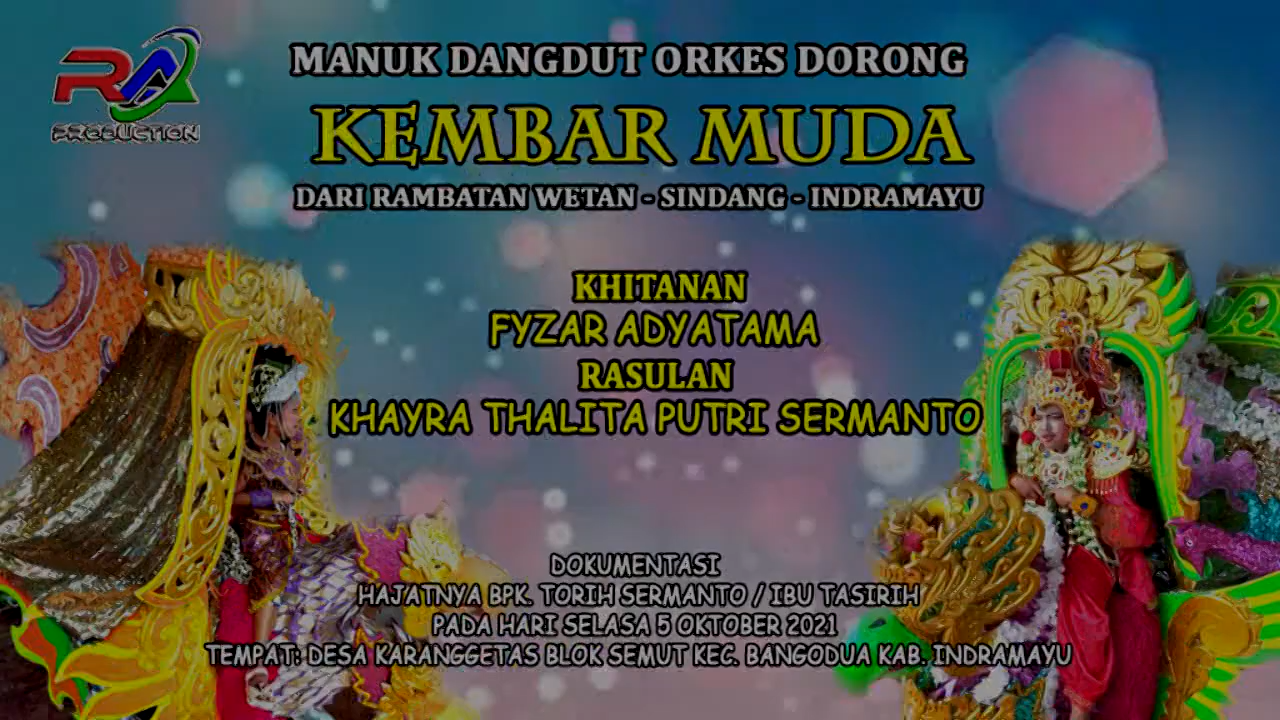 RA
PRODUCTION
MANUK DANGDUT ORKES DORONG
KEMBAR MUDA
DARI RAMBATAN WETAN - SINDANG - INDRAMAYU
KHITANAN
FYZAR ADYATAMA
RASULAN
KHAYRA THALITA PUTRI SERMANTO
DOKUMENTASI
HAJATNYA BPK. TORIH SERMANTO / IBU TASIRIH
PADA HARI SELASA 5 OKTOBER 2021
TEMPAT: DESA KARANGGETAS BLOK SEMUT KEC. BANGODUA KAB. INDRAMAYU